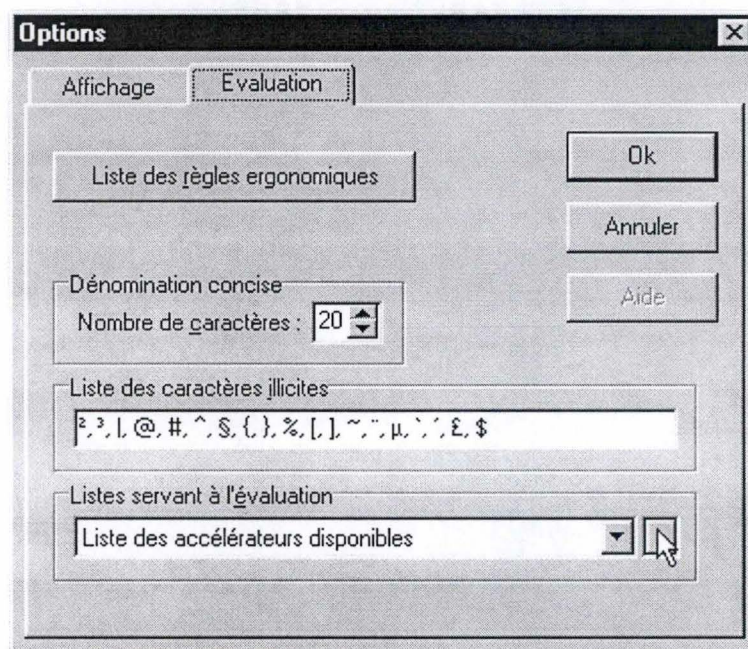 Options
Affichage
Evaluation
Liste des règles ergonomiques
Ok
Annuler
Aide
Dénomination concise
Nombre de caractères : 20
Liste des caractères illicites
²,³, |, @, #, ^, §, {, }, %, [, ], ~,¨, µ, `,´, £, $
Listes servant à l'évaluation
Liste des accélérateurs disponibles